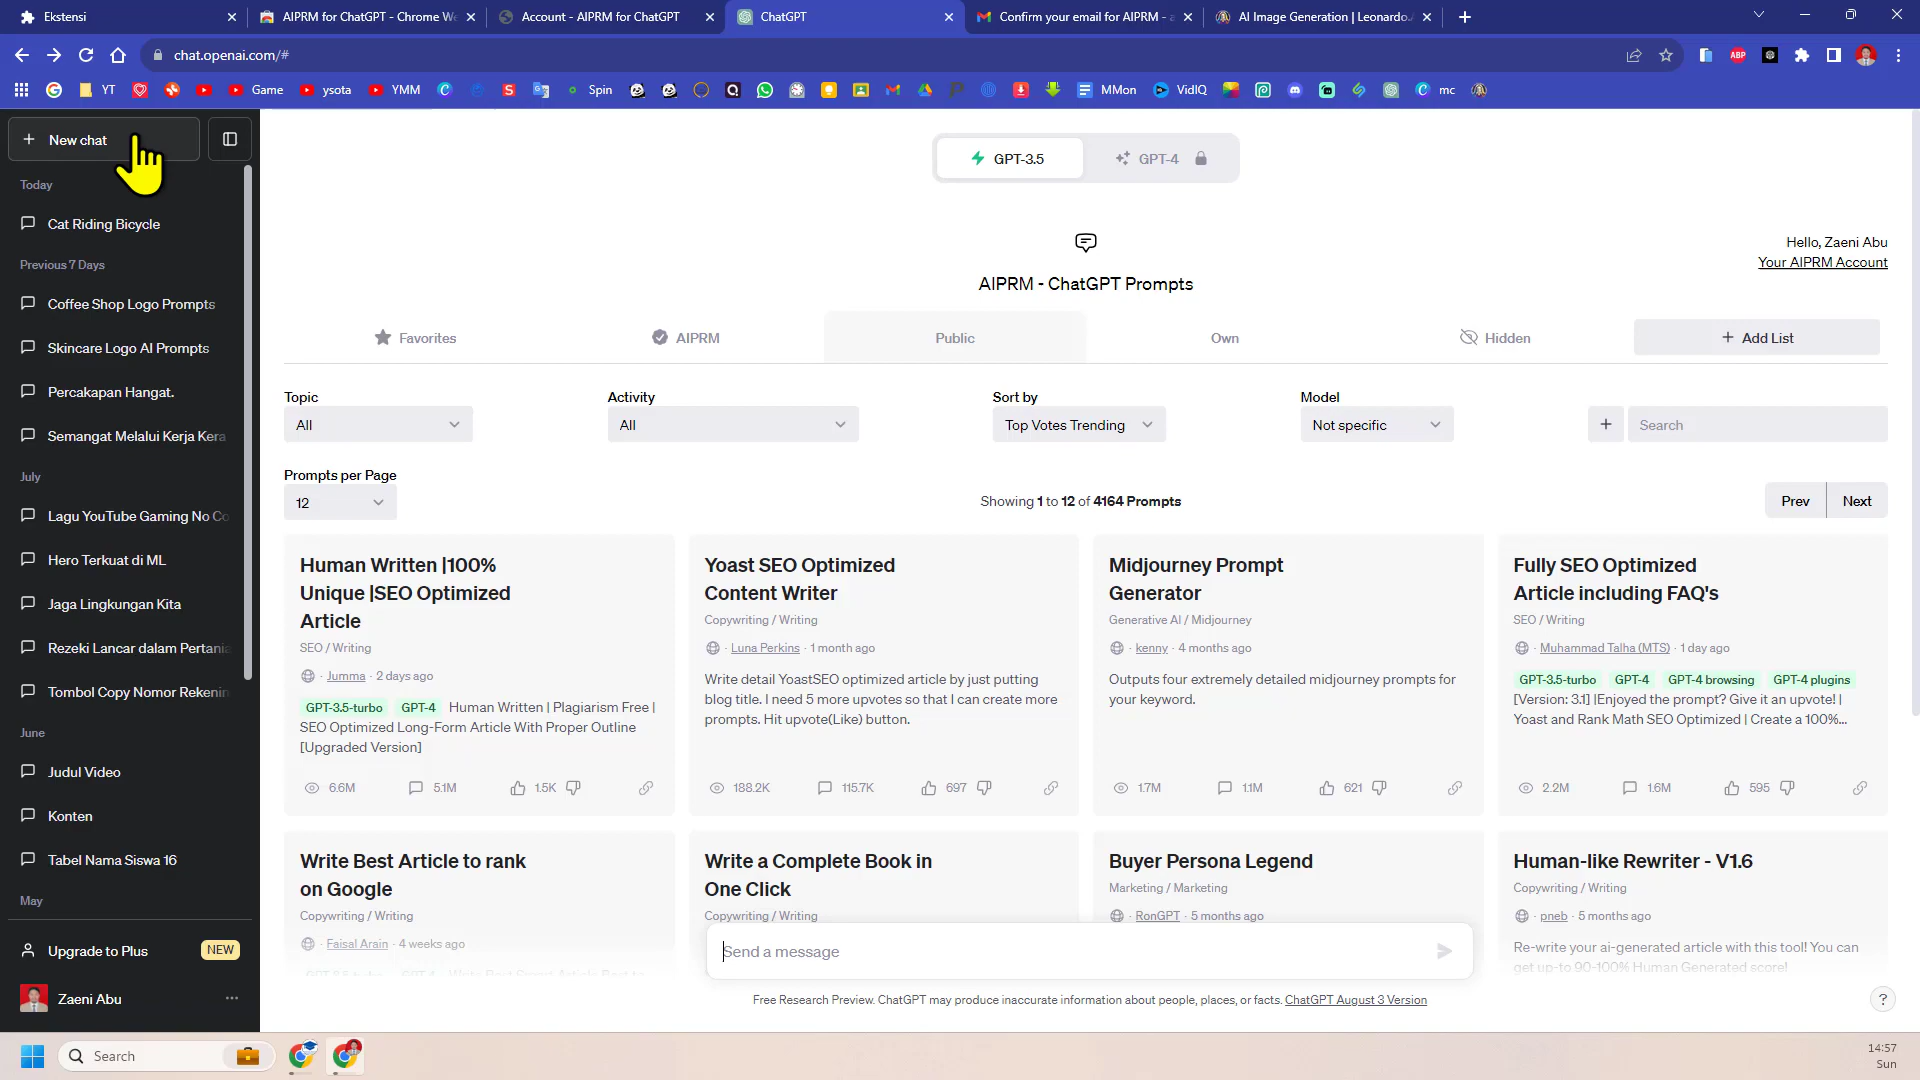 Ekstensi
AIPRM for ChatGPT - Chrome We
Account - AIPRM for ChatGPT
ChatGPT
Confirm your email for AIPRM - a
AI Image Generation | Leonardo.
chat.openai.com/#
YT
Game
ysota
YMM
Spin
MMon
VidIQ
mc
New chat
Today
Cat Riding Bicycle
Previous 7 Days
Coffee Shop Logo Prompts
Skincare Logo AI Prompts
Percakapan Hangat.
Semangat Melalui Kerja Kera
July
Lagu YouTube Gaming No Co
Hero Terkuat di ML
Jaga Lingkungan Kita
Rezeki Lancar dalam Pertania
Tombol Copy Nomor Rekenin
June
Judul Video
Konten
Tabel Nama Siswa 16
May
Upgrade to Plus
NEW
Zaeni Abu
GPT-3.5
GPT-4
Hello, Zaeni Abu
Your AIPRM Account
AIPRM - ChatGPT Prompts
Favorites
AIPRM
Public
Own
Hidden
+ Add List
Topic
All
Activity
All
Sort by
Top Votes Trending
Model
Not specific
+
Search
Prompts per Page
12
Showing 1 to 12 of 4164 Prompts
Prev
Next
Human Written |100%
Unique |SEO Optimized
Article
SEO / Writing
· Jumma · 2 days ago
GPT-3.5-turbo GPT-4 Human Written | Plagiarism Free |
SEO Optimized Long-Form Article With Proper Outline
[Upgraded Version]
6.6M
5.1M
1.5K
Yoast SEO Optimized
Content Writer
Copywriting / Writing
· Luna Perkins · 1 month ago
Write detail YoastSEO optimized article by just putting
blog title. I need 5 more upvotes so that I can create more
prompts. Hit upvote(Like) button.
188.2K
115.7K
697
Midjourney Prompt
Generator
Generative AI / Midjourney
· kenny · 4 months ago
Outputs four extremely detailed midjourney prompts for
your keyword.
1.7M
1.1M
621
Fully SEO Optimized
Article including FAQ's
SEO / Writing
· Muhammad Talha (MTS) · 1 day ago
GPT-3.5-turbo GPT-4 GPT-4 browsing GPT-4 plugins
[Version: 3.1] |Enjoyed the prompt? Give it an upvote! |
Yoast and Rank Math SEO Optimized | Create a 100%...
2.2M
1.6M
595
Write Best Article to rank
on Google
Copywriting / Writing
· Faisal Arain · 4 weeks ago
Write a Complete Book in
One Click
Copywriting / Writing
Buyer Persona Legend
Marketing / Marketing
· RonGPT · 5 months ago
Human-like Rewriter - V1.6
Copywriting / Writing
· pneb · 5 months ago
Re-write your ai-generated article with this tool! You can
get up-to 90-100% Human Generated score!
Send a message
Free Research Preview. ChatGPT may produce inaccurate information about people, places, or facts. ChatGPT August 3 Version
?
Search
14:57
Sun